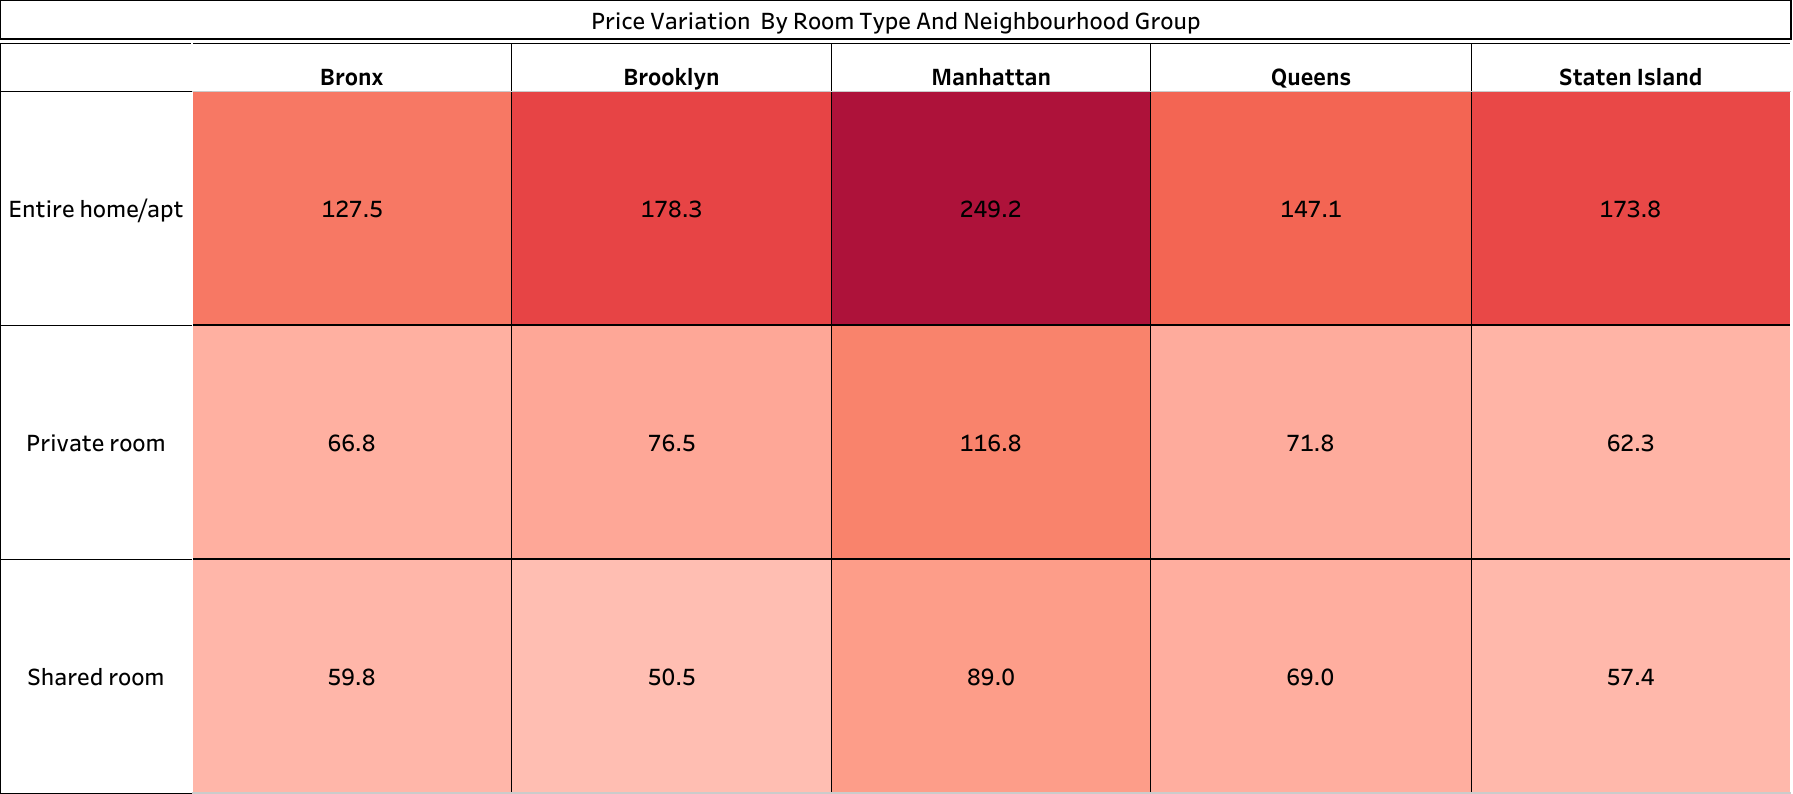 Price Variation  By Room Type And Neighbourhood Group
Bronx Brooklyn Manhattan Queens Staten Island
Entire home/apt 127.5 178.3 249.2 147.1 173.8
Private room 66.8 76.5 116.8 71.8 62.3
Shared room 59.8 50.5 89.0 69.0 57.4